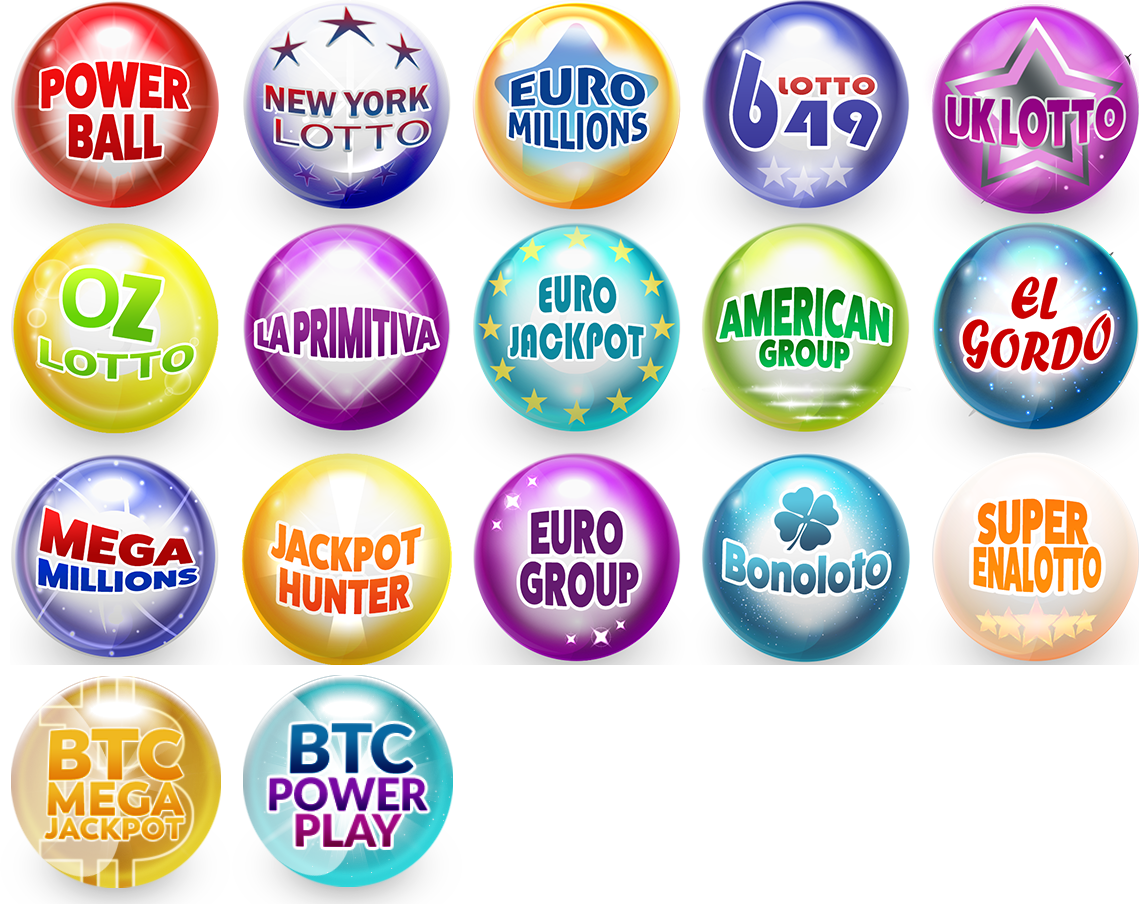 POWER
BALL
NEW YORK
LOTTO
EURO
MILLIONS
6 LOTTO
49
UK LOTTO
OZ
LOTTO
LA PRIMITIVA
EURO
JACKPOT
AMERICAN
GROUP
EL
GORDO
MEGA
MILLIONS
JACKPOT
HUNTER
EURO
GROUP
Bonoloto
SUPER
ENALOTTO
BTC
MEGA
JACKPOT
BTC
POWER
PLAY